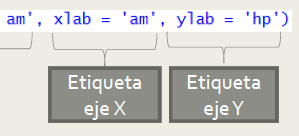 am', xlab = 'am', ylab = 'hp')
Etiqueta
eje X
Etiqueta
eje Y